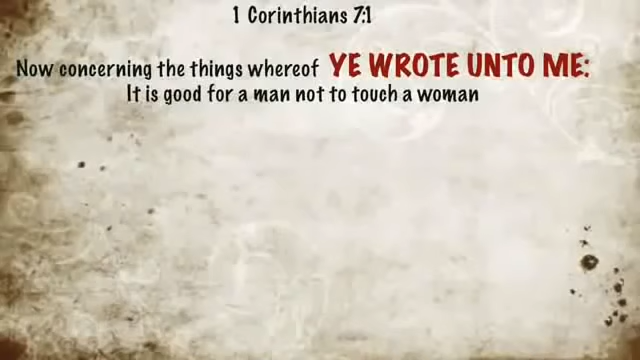 1 Corinthians 7:1
Now concerning the things whereof YE WROTE UNTO ME:
It is good for a man not to touch a woman